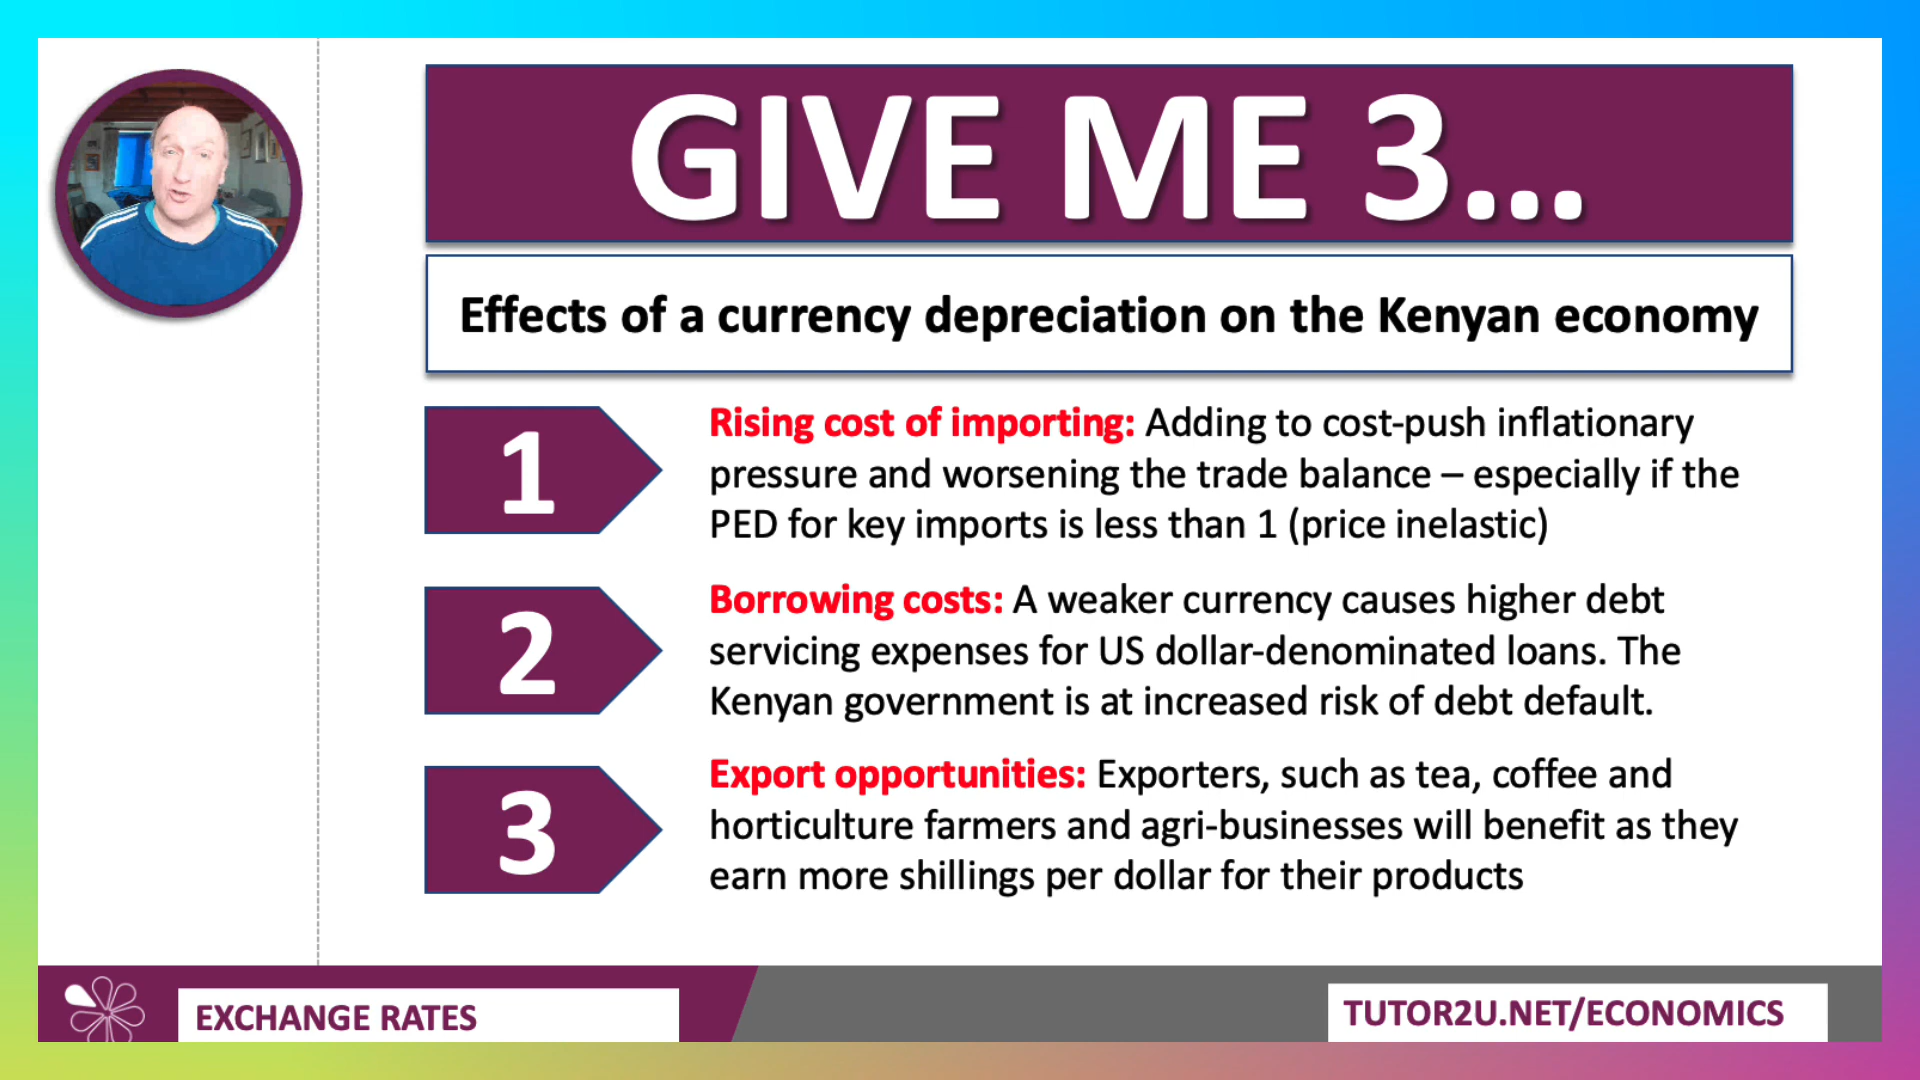 GIVE ME 3...
Effects of a currency depreciation on the Kenyan economy
1
Rising cost of importing: Adding to cost-push inflationary
pressure and worsening the trade balance – especially if the
PED for key imports is less than 1 (price inelastic)
2
Borrowing costs: A weaker currency causes higher debt
servicing expenses for US dollar-denominated loans. The
Kenyan government is at increased risk of debt default.
3
Export opportunities: Exporters, such as tea, coffee and
horticulture farmers and agri-businesses will benefit as they
earn more shillings per dollar for their products
EXCHANGE RATES
TUTOR2U.NET/ECONOMICS